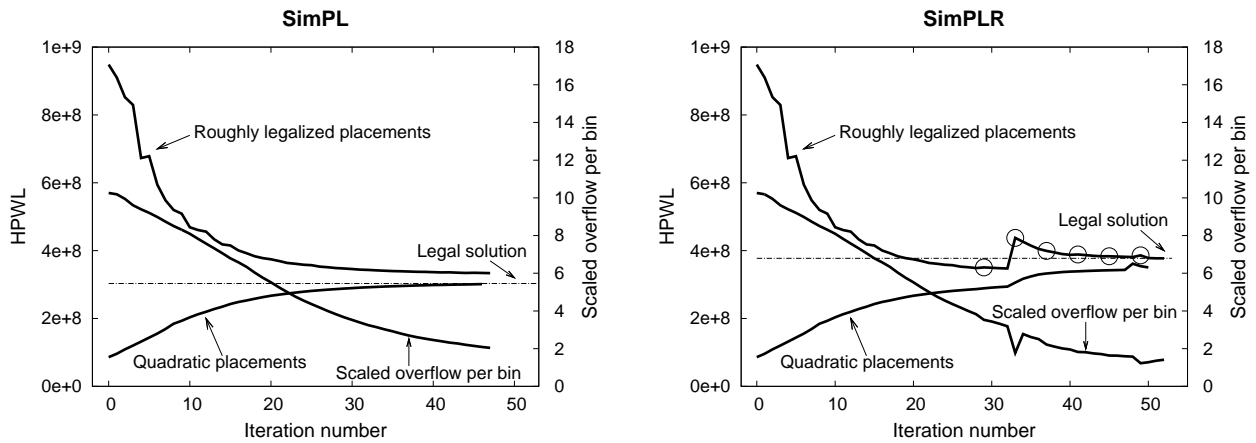 SimPL
1e+9
8e+8
6e+8
4e+8
2e+8
0e+0
HPWL
18
16
14
12
10
8
6
4
2
0
Scaled overflow per bin
Roughly legalized placements
Legal solution
Quadratic placements
Scaled overflow per bin
0
10
20
30
40
50
Iteration number
SimPLR
1e+9
8e+8
6e+8
4e+8
2e+8
0e+0
HPWL
18
16
14
12
10
8
6
4
2
0
Scaled overflow per bin
Roughly legalized placements
Legal solution
Scaled overflow per bin
Quadratic placements
0
10
20
30
40
50
Iteration number